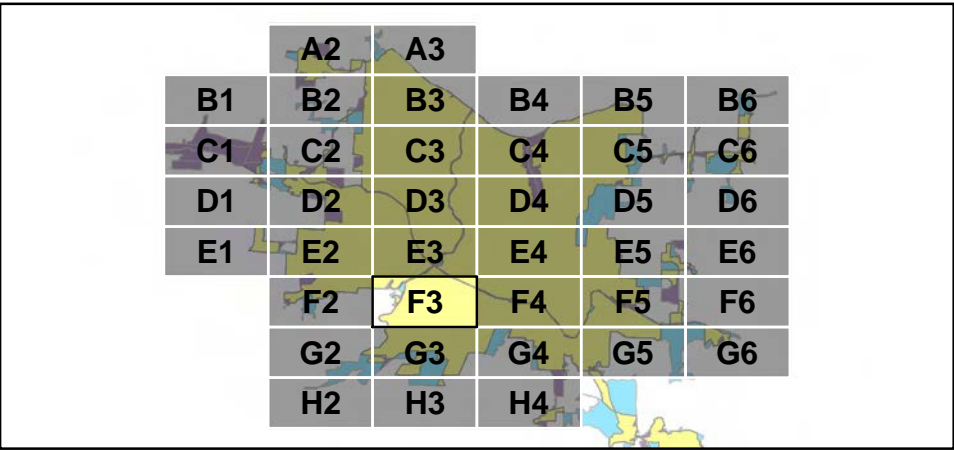 A2 A3
B1 B2 B3 B4 B5 B6
C1 C2 C3 C4 C5 C6
D1 D2 D3 D4 D5 D6
E1 E2 E3 E4 E5 E6
F2 F3 F4 F5 F6
G2 G3 G4 G5 G6
H2 H3 H4